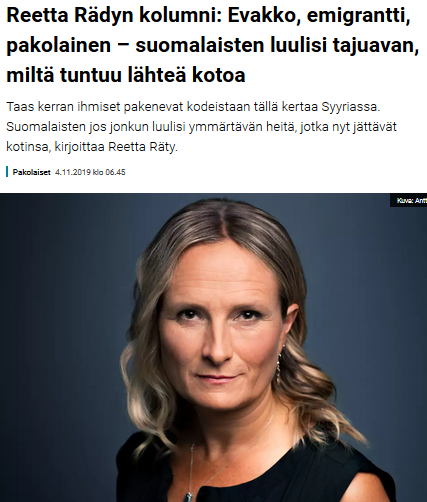 Reetta Rädyn kolumni: Evakko, emigrantti,
pakolainen – suomalaisten luulisi tajuavan,
miltä tuntuu lähteä kotoa
Taas kerran ihmiset pakenevat kodeistaan tällä kertaa Syyriassa.
Suomalaisten jos jonkun luulisi ymmärtävän heitä, jotka nyt jättävät
kotinsa, kirjoittaa Reetta Räty.
Pakolaiset 4.11.2019 klo 06.45
Kuva: Antt